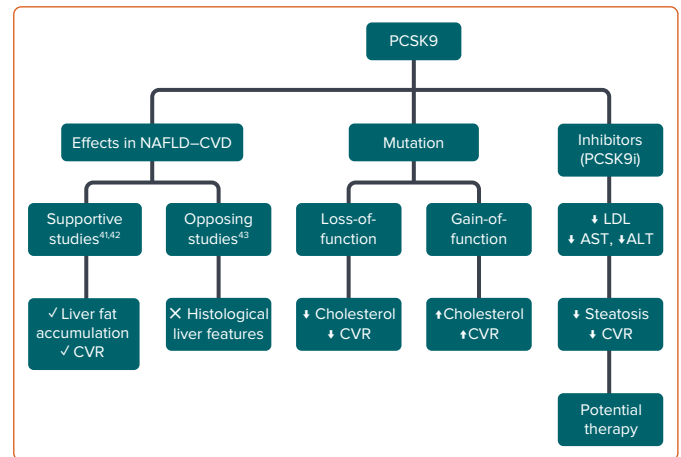 PCSK9
Effects in NAFLD–CVD
Mutation
Inhibitors
(PCSK9i)
Supportive
studies41,42
Opposing
studies43
Loss-of-
function
Gain-of-
function
↓ LDL
↓ AST, ↓ALT
✓ Liver fat
accumulation
✓ CVR
✕ Histological
liver features
↓ Cholesterol
↓ CVR
↑Cholesterol
↑CVR
↓ Steatosis
↓ CVR
Potential
therapy